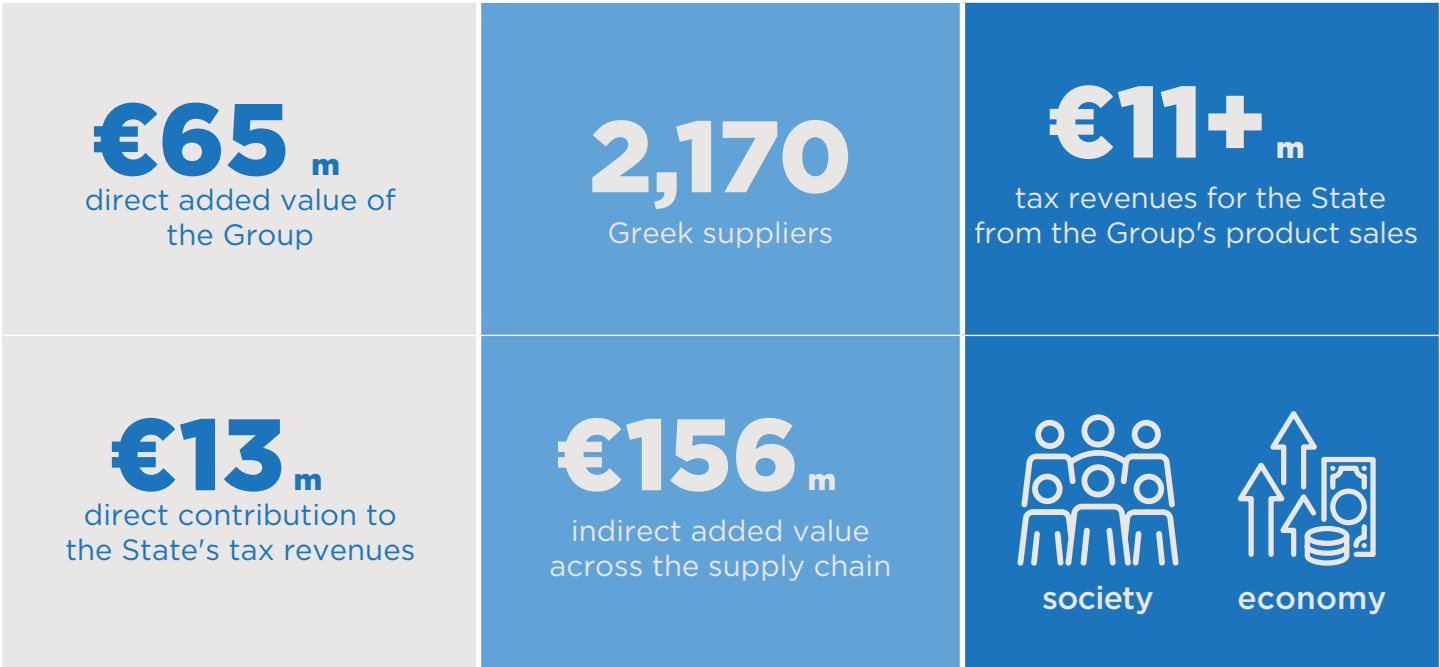 €65 m
direct added value of
the Group
2,170
Greek suppliers
€11+ m
tax revenues for the State
from the Group's product sales
€13 m
direct contribution to
the State's tax revenues
€156 m
indirect added value
across the supply chain
society
economy